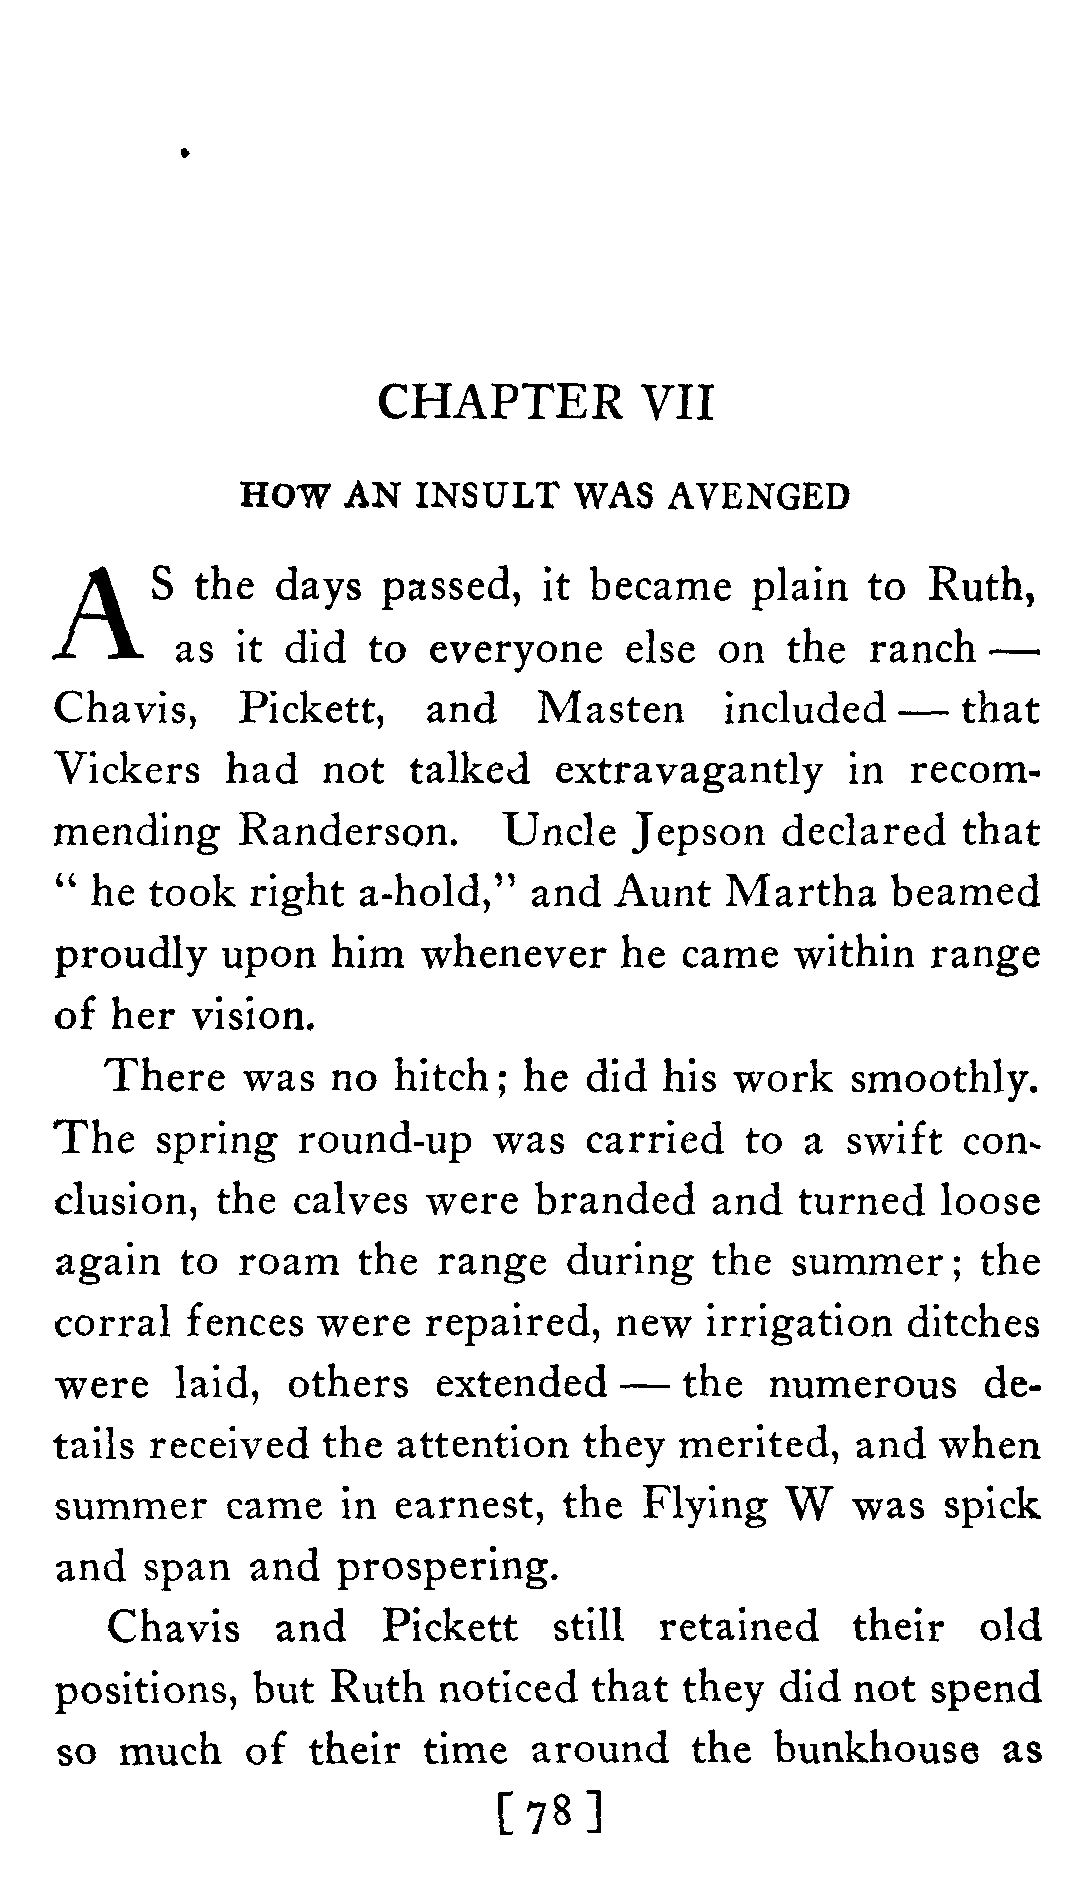 CHAPTER VII
HOW AN INSULT WAS AVENGED
AS the days passed, it became plain to Ruth,
as it did to everyone else on the ranch —
Chavis, Pickett, and Masten included — that
Vickers had not talked extravagantly in recom-
mending Randerson. Uncle Jepson declared that
“ he took right a-hold,” and Aunt Martha beamed
proudly upon him whenever he came within range
of her vision.
There was no hitch; he did his work smoothly.
The spring round-up was carried to a swift con-
clusion, the calves were branded and turned loose
again to roam the range during the summer; the
corral fences were repaired, new irrigation ditches
were laid, others extended — the numerous de-
tails received the attention they merited, and when
summer came in earnest, the Flying W was spick
and span and prospering.
Chavis and Pickett still retained their old
positions, but Ruth noticed that they did not spend
so much of their time around the bunkhouse as
[ 78 ]